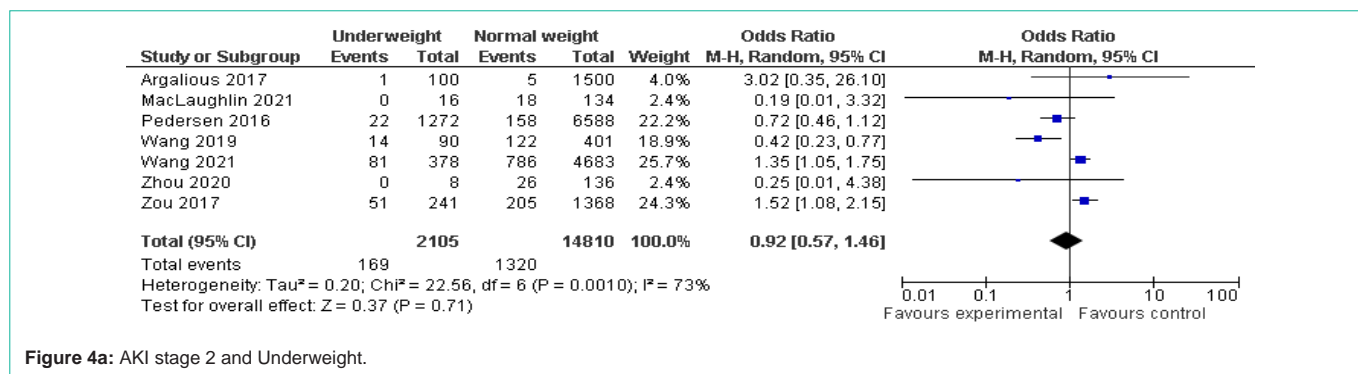 Underweight Normal weight Odds Ratio Odds Ratio
Study or Subgroup Events Total Events Total Weight M-H, Random, 95% CI M-H, Random, 95% CI
Argalious 2017 1 100 5 1500 4.0% 3.02 [0.35, 26.10]
MacLaughlin 2021 0 16 18 134 2.4% 0.19 [0.01, 3.32]
Pedersen 2016 22 1272 158 6588 22.2% 0.72 [0.46, 1.12]
Wang 2019 14 90 122 401 18.9% 0.42 [0.23, 0.77]
Wang 2021 81 378 786 4683 25.7% 1.35 [1.05, 1.75]
Zhou 2020 0 8 26 136 2.4% 0.25 [0.01, 4.38]
Zou 2017 51 241 205 1368 24.3% 1.52 [1.08, 2.15]
Total (95% CI) 2105 14810 100.0% 0.92 [0.57, 1.46]
Total events 169 1320
Heterogeneity: Tau² = 0.20; Chi² = 22.56, df = 6 (P = 0.0010); I² = 73%
Test for overall effect: Z = 0.37 (P = 0.71)
0.01 0.1 1 10 100
Favours experimental Favours control
Figure 4a: AKI stage 2 and Underweight.